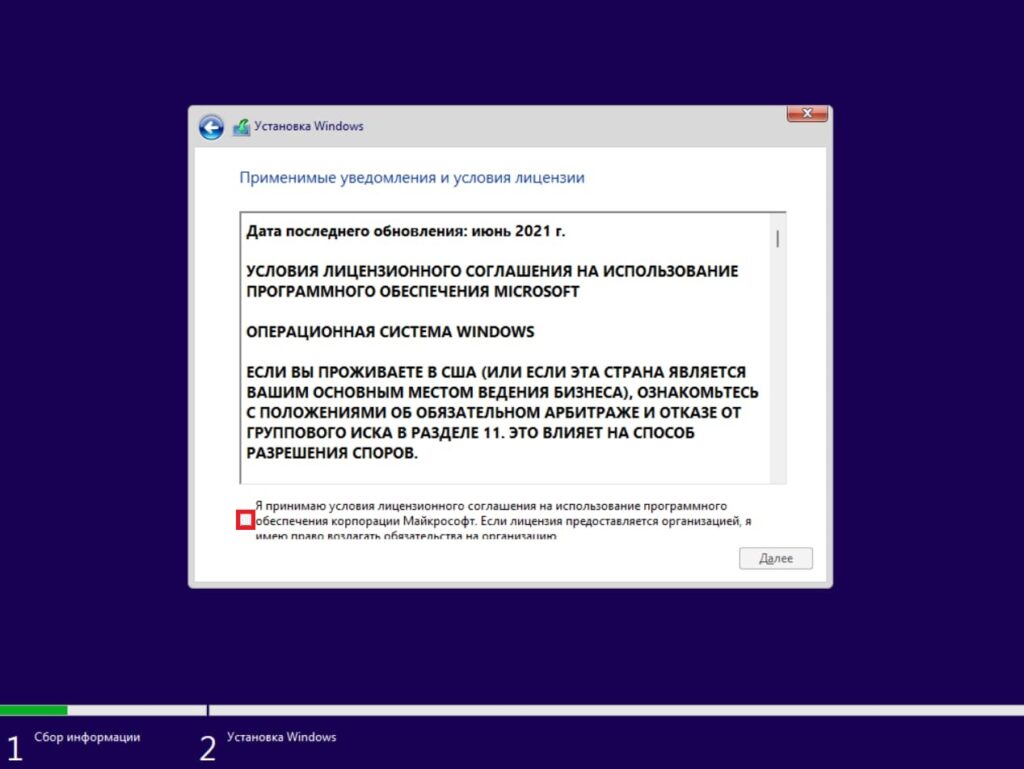 Установка Windows
Применимые уведомления и условия лицензии
Дата последнего обновления: июнь 2021 г.
УСЛОВИЯ ЛИЦЕНЗИОННОГО СОГЛАШЕНИЯ НА ИСПОЛЬЗОВАНИЕ
ПРОГРАММНОГО ОБЕСПЕЧЕНИЯ MICROSOFT
ОПЕРАЦИОННАЯ СИСТЕМА WINDOWS
ЕСЛИ ВЫ ПРОЖИВАЕТЕ В США (ИЛИ ЕСЛИ ЭТА СТРАНА ЯВЛЯЕТСЯ
ВАШИМ ОСНОВНЫМ МЕСТОМ ВЕДЕНИЯ БИЗНЕСА), ОЗНАКОМЬТЕСЬ
С ПОЛОЖЕНИЯМИ ОБ ОБЯЗАТЕЛЬНОМ АРБИТРАЖЕ И ОТКАЗЕ ОТ
ГРУППОВОГО ИСКА В РАЗДЕЛЕ 11. ЭТО ВЛИЯЕТ НА СПОСОБ
РАЗРЕШЕНИЯ СПОРОВ.
Я принимаю условия лицензионного соглашения на использование программного
обеспечения корпорации Майкрософт. Если лицензия предоставляется организацией, я
имею право возлагать обязательства на организацию.
Далее
1 Сбор информации
2 Установка Windows